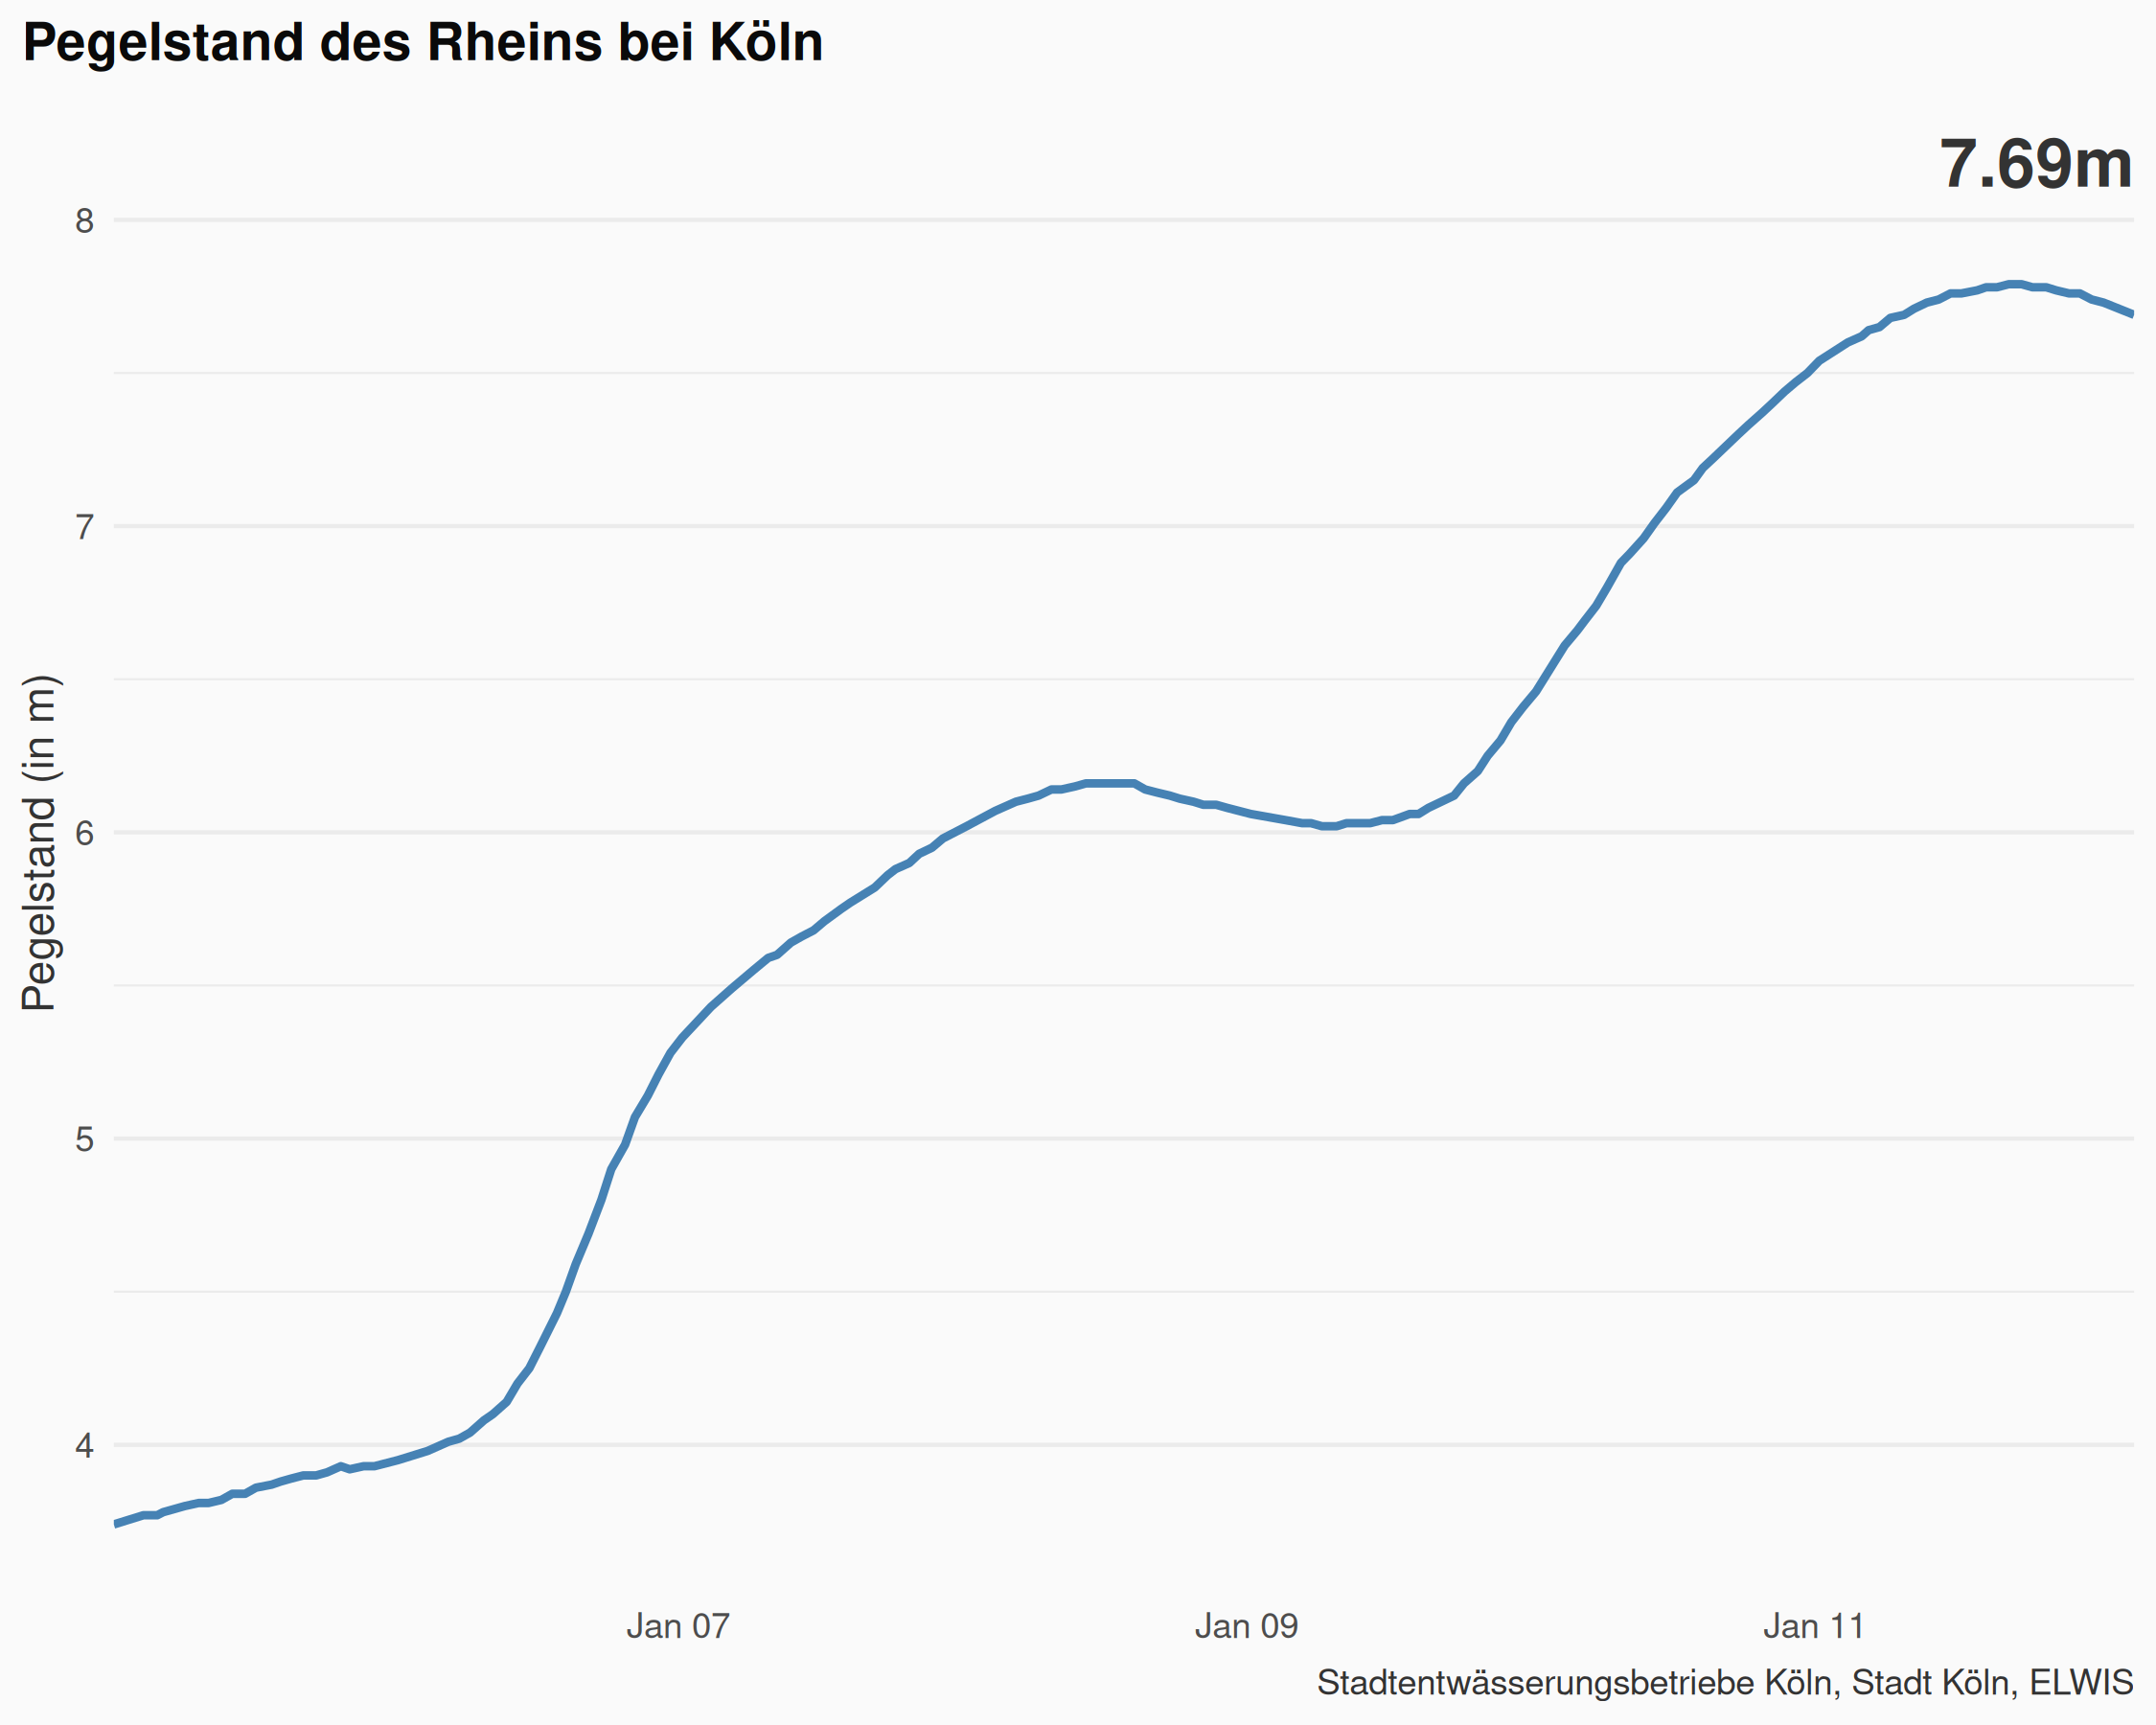 Pegelstand des Rheins bei Köln
7.69m
8
7
6
5
4
Pegelstand (in m)
Jan 07
Jan 09
Jan 11
Stadtentwässerungsbetriebe Köln, Stadt Köln, ELWIS